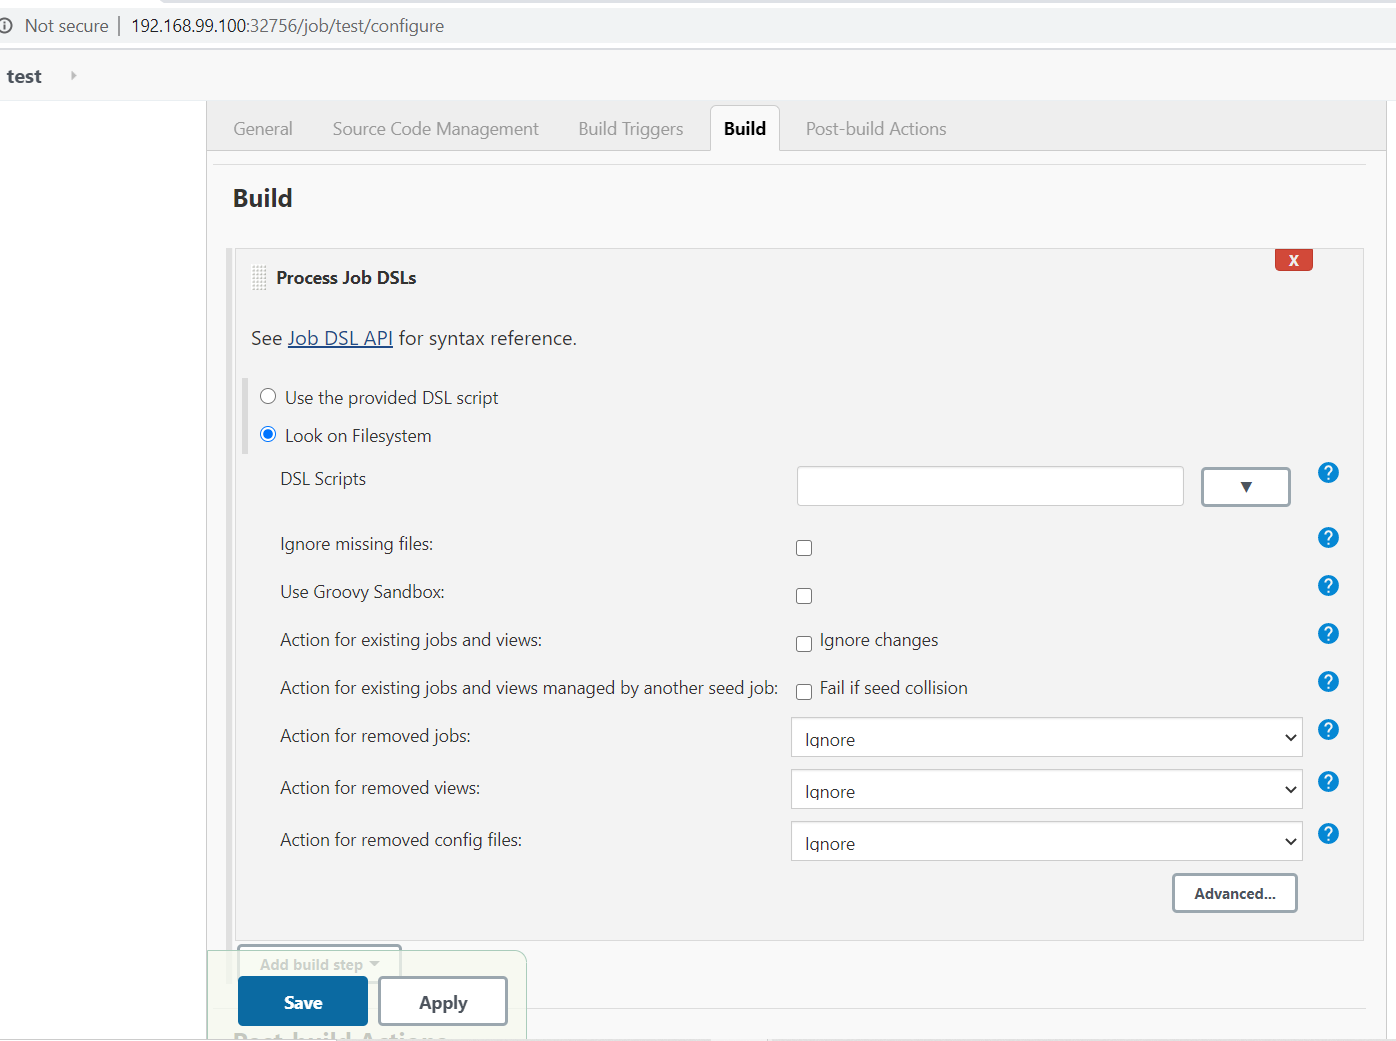 Not secure | 192.168.99.100:32756/job/test/configure
test
General Source Code Management Build Triggers Build Post-build Actions
Build
X
Process Job DSLs
See Job DSL API for syntax reference.
Use the provided DSL script
Look on Filesystem
DSL Scripts
Ignore missing files:
Use Groovy Sandbox:
Action for existing jobs and views: Ignore changes
Action for existing jobs and views managed by another seed job: Fail if seed collision
Action for removed jobs: Ignore
Action for removed views: Ignore
Action for removed config files: Ignore
Advanced...
Add build step
Save Apply
Post-build Actions